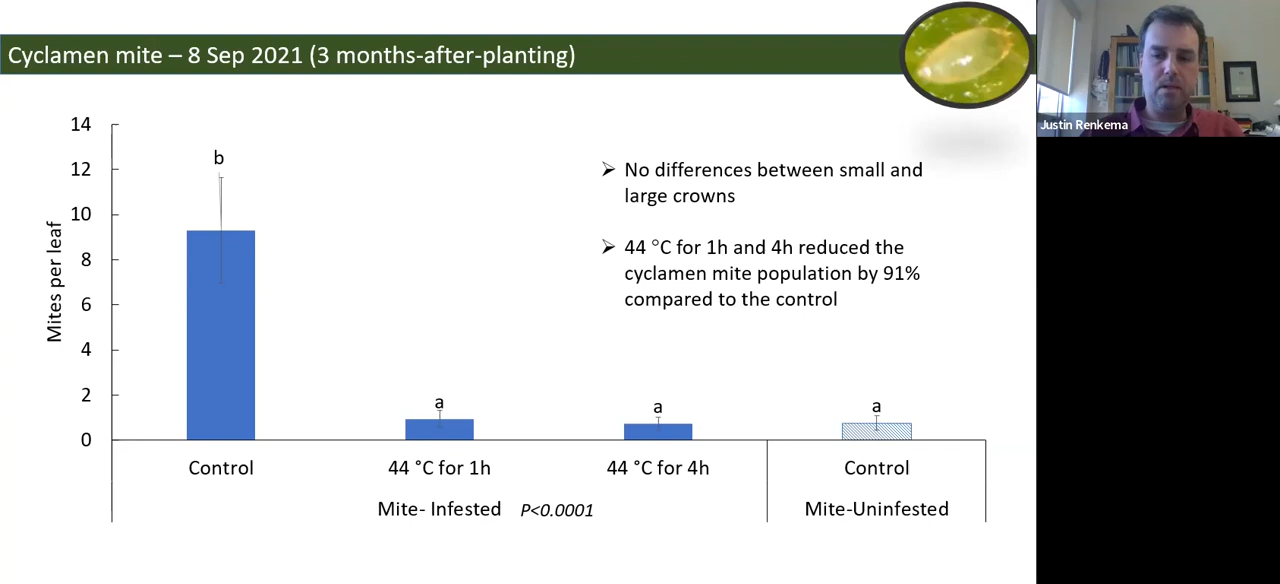 Cyclamen mite – 8 Sep 2021 (3 months-after-planting)
Justin Renkema
14
12
10
8
6
4
2
0
Mites per leaf
b
a
a
a
➢ No differences between small and
large crowns
➢ 44 °C for 1h and 4h reduced the
cyclamen mite population by 91%
compared to the control
Control
44 °C for 1h
44 °C for 4h
Control
Mite- Infested P<0.0001
Mite-Uninfested